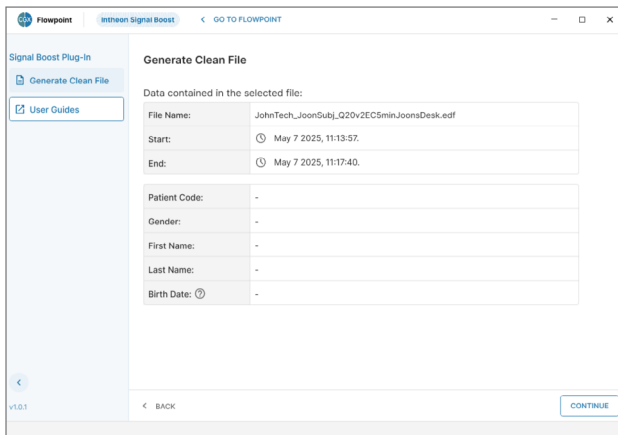 CGX Flowpoint
Intheon Signal Boost
GO TO FLOWPOINT
Signal Boost Plug-In
Generate Clean File
User Guides
Generate Clean File
Data contained in the selected file:
File Name: JohnTech_JoonSubj_Q20v2EC5minJoonsDesk.edf
Start: May 7 2025, 11:13:57.
End: May 7 2025, 11:17:40.
Patient Code: -
Gender: -
First Name: -
Last Name: -
Birth Date: ? -
v1.0.1
BACK
CONTINUE